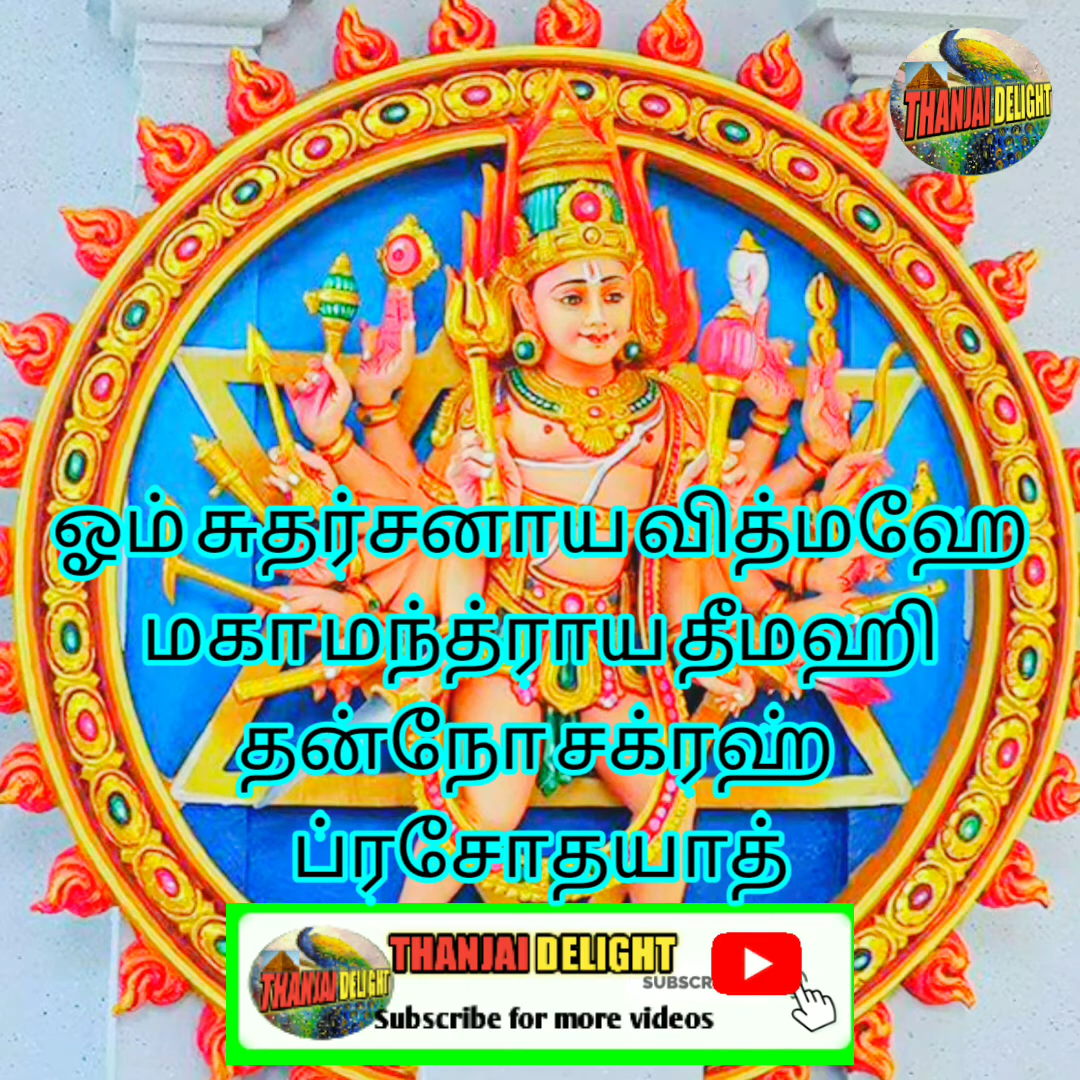 THANJAI DELIGHT
ஓம் சுதர்சனாய வித்மஹே
மகா மந்த்ராய தீமஹி
தன்நோ சக்ரஹ்
ப்ரசோதயாத்
THANJAI DELIGHT
THANJAI DELIGHT
SUBSCR
Subscribe for more videos